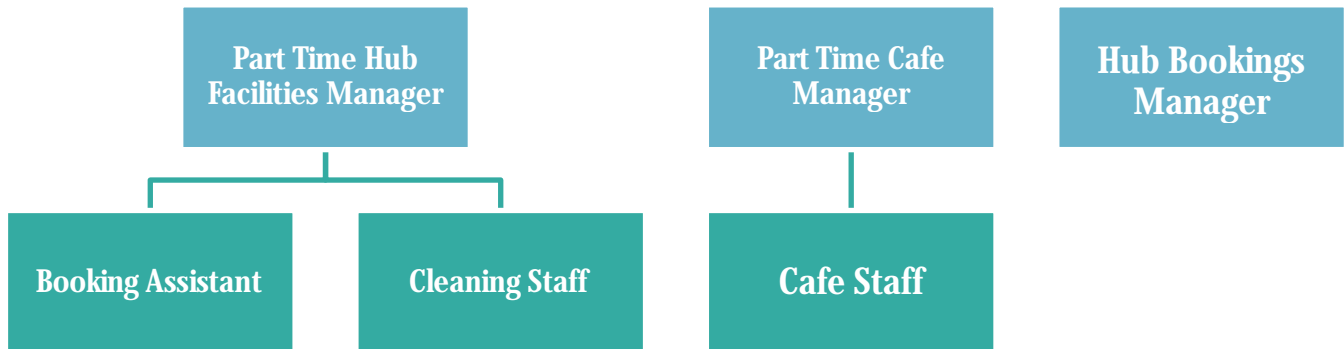 Part Time Hub
Facilities Manager
Part Time Cafe
Manager
Hub Bookings
Manager
Booking Assistant
Cleaning Staff
Cafe Staff